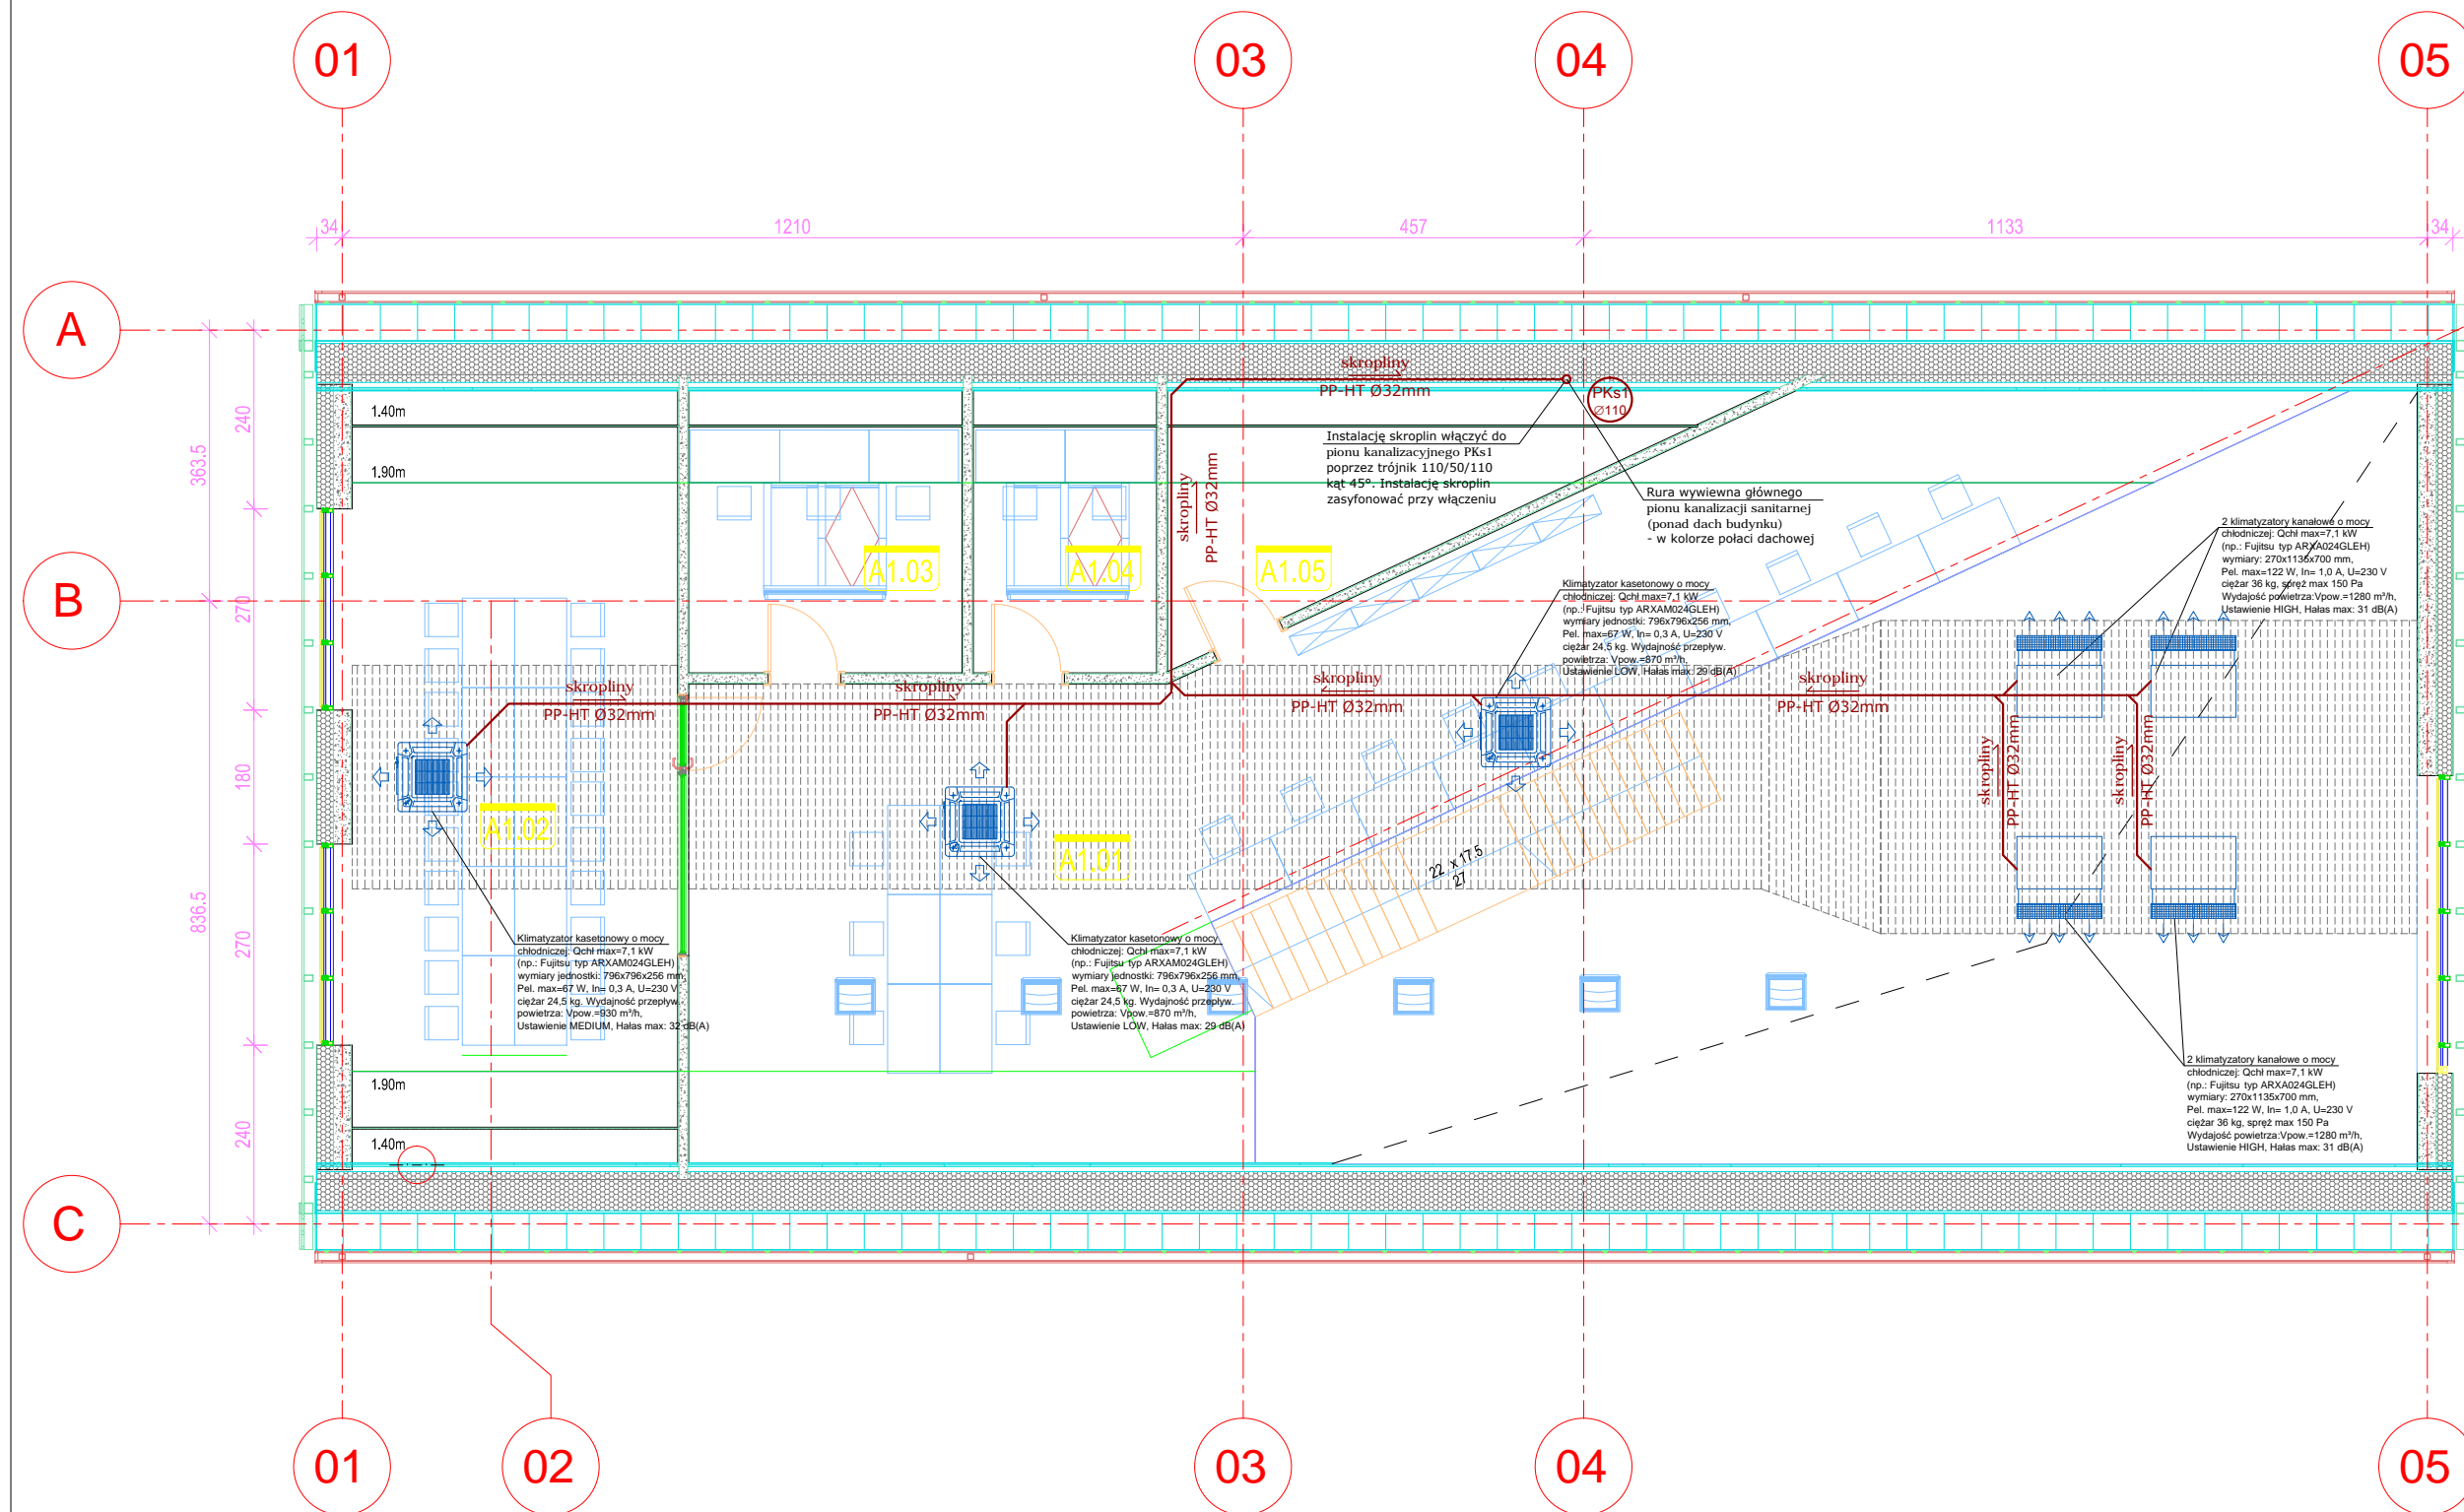 01
03
04
05
34
1210
457
1133
34
A
B
C
363.5
836.5
240
270
180
270
240
1.40m
1.90m
skropliny
PP-HT Ø32mm
PKs1
Ø110
Instalację skroplin włączyć do
pionu kanalizacyjnego PKs1
poprzez trójnik 110/50/110
kąt 45°. Instalację skroplin
zasyfonować przy włączeniu
skropliny
PP-HT Ø32mm
Rura wywiewna głównego
pionu kanalizacji sanitarnej
(ponad dach budynku)
- w kolorze połaci dachowej
2 klimatyzatory kanałowe o mocy
chłodniczej: Qchł max=7,1 kW
(np.: Fujitsu typ ARXA024GLEH)
wymiary: 270x1135x700 mm,
Pel. max=122 W, In= 1,0 A, U=230 V
ciężar 36 kg, spręż max 150 Pa
Wydajość powietrza:Vpow.=1280 m³/h,
Ustawienie HIGH, Hałas max: 31 dB(A)
A1.03
A1.04
A1.05
Klimatyzator kasetonowy o mocy
chłodniczej: Qchł max=7,1 kW
(np.: Fujitsu typ ARXAM024GLEH)
wymiary jednostki: 796x796x256 mm,
Pel. max=67 W, In= 0,3 A, U=230 V
ciężar 24,5 kg. Wydajność przepływ.
powietrza: Vpow.=870 m³/h,
Ustawienie LOW, Hałas max: 29 dB(A)
skropliny
PP-HT Ø32mm
skropliny
PP-HT Ø32mm
skropliny
PP-HT Ø32mm
skropliny
PP-HT Ø32mm
skropliny
PP-HT Ø32mm
skropliny
PP-HT Ø32mm
A1.02
A1.01
22 x 17.5
27
Klimatyzator kasetonowy o mocy
chłodniczej: Qchł max=7,1 kW
(np.: Fujitsu typ ARXAM024GLEH)
wymiary jednostki: 796x796x256 mm,
Pel. max=67 W, In= 0,3 A, U=230 V
ciężar 24,5 kg. Wydajność przepływ.
powietrza: Vpow.=930 m³/h,
Ustawienie MEDIUM, Hałas max: 32 dB(A)
Klimatyzator kasetonowy o mocy
chłodniczej: Qchł max=7,1 kW
(np.: Fujitsu typ ARXAM024GLEH)
wymiary jednostki: 796x796x256 mm,
Pel. max=67 W, In= 0,3 A, U=230 V
ciężar 24,5 kg. Wydajność przepływ.
powietrza: Vpow.=870 m³/h,
Ustawienie LOW, Hałas max: 29 dB(A)
2 klimatyzatory kanałowe o mocy
chłodniczej: Qchł max=7,1 kW
(np.: Fujitsu typ ARXA024GLEH)
wymiary: 270x1135x700 mm,
Pel. max=122 W, In= 1,0 A, U=230 V
ciężar 36 kg, spręż max 150 Pa
Wydajość powietrza:Vpow.=1280 m³/h,
Ustawienie HIGH, Hałas max: 31 dB(A)
1.90m
1.40m
01
02
03
04
05